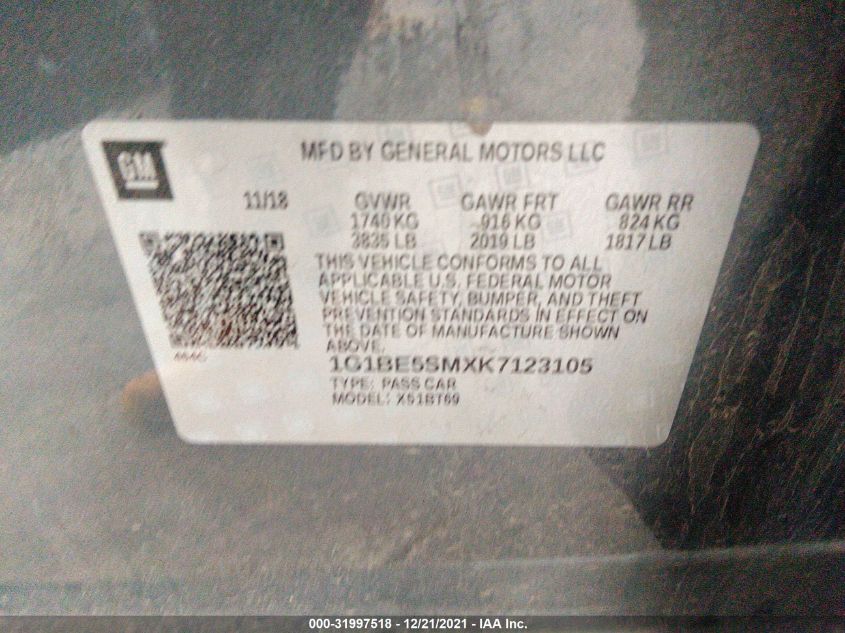 GM
MFD BY GENERAL MOTORS LLC
11/18 GVWR GAWR FRT GAWR RR
1740 KG 916 KG 824 KG
3835 LB 2019 LB 1817 LB
THIS VEHICLE CONFORMS TO ALL
APPLICABLE U.S. FEDERAL MOTOR
VEHICLE SAFETY, BUMPER, AND THEFT
PREVENTION STANDARDS IN EFFECT ON
THE DATE OF MANUFACTURE SHOWN
ABOVE.
1G1BE5SMXK7123105
TYPE: PASS CAR
MODEL: XS1BT69
000-31997518 - 12/21/2021 - IAA Inc.